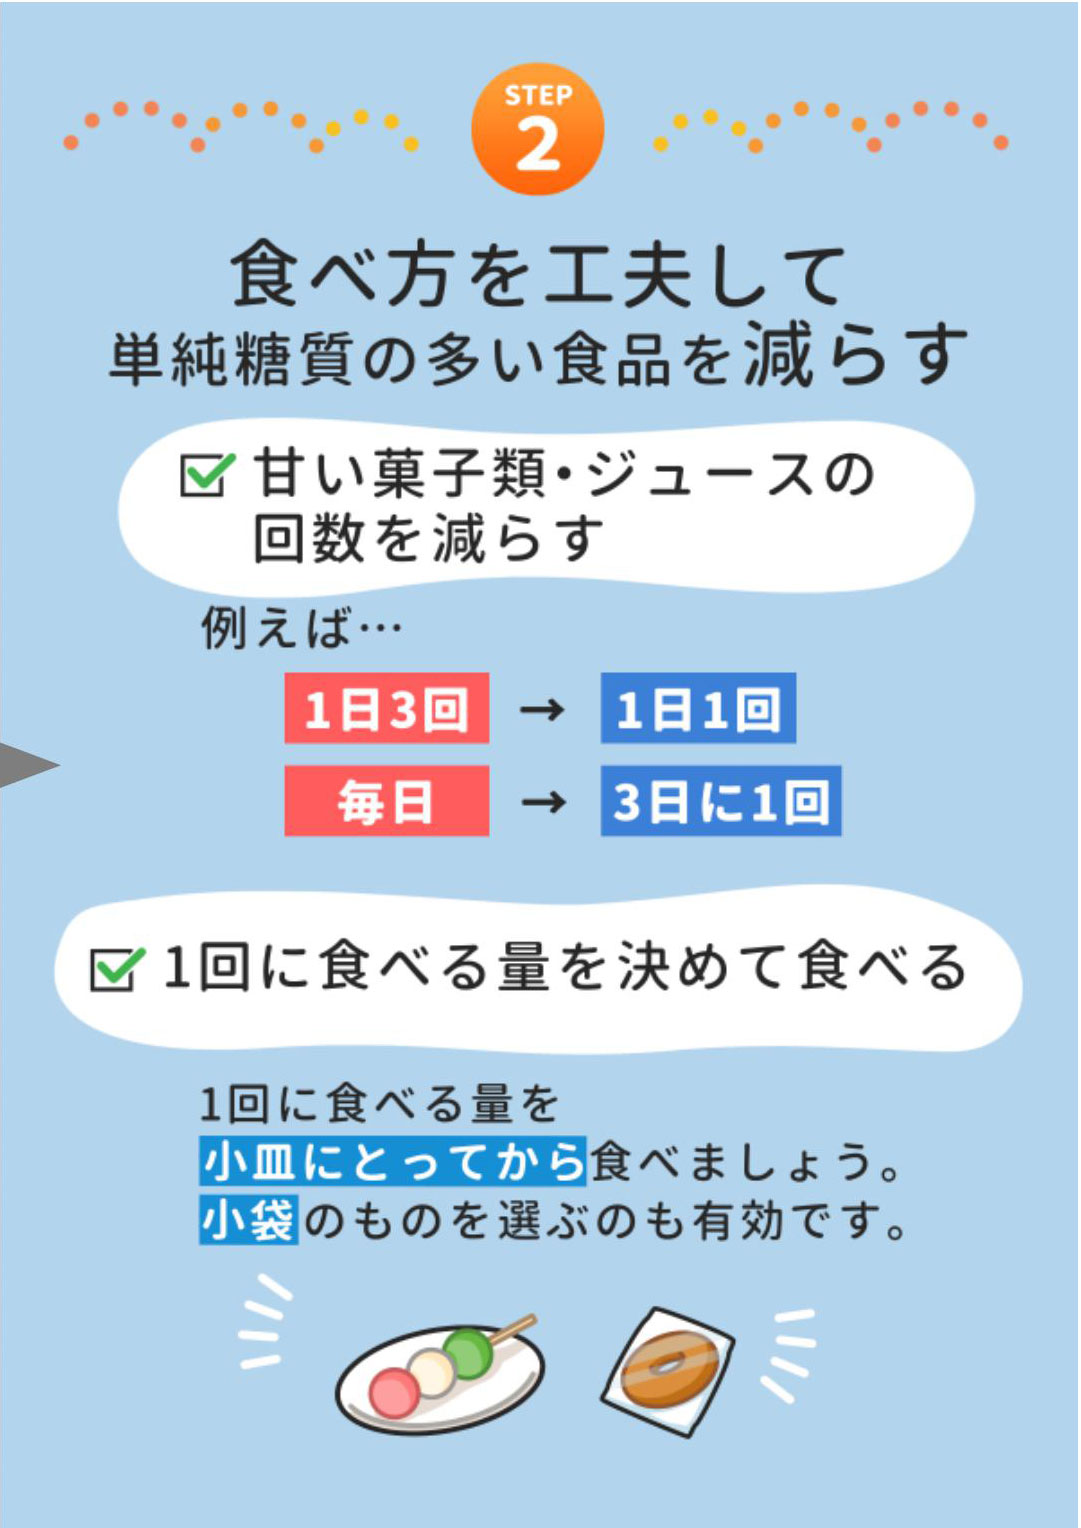 STEP
2
食べ方を工夫して
単純糖質の多い食品を減らす
甘い菓子類・ジュースの
回数を減らす
例えば…
1日3回 → 1日1回
毎日 → 3日に1回
1回に食べる量を決めて食べる
1回に食べる量を
小皿にとってから食べましょう。
小袋のものを選ぶのも有効です。